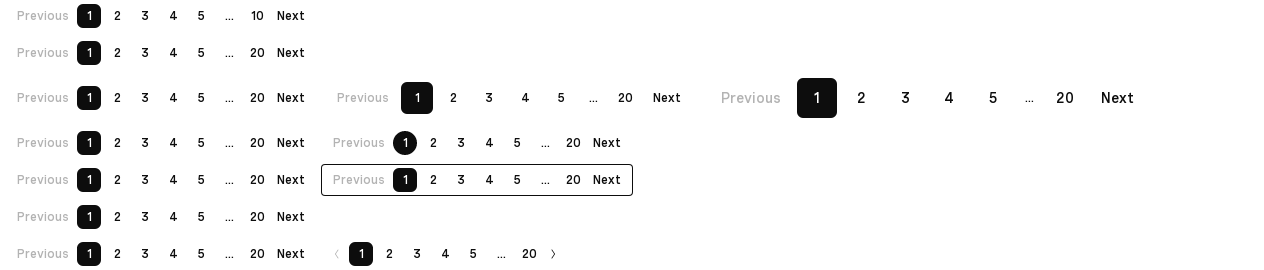 Previous 1 2 3 4 5 ... 10 Next
Previous 1 2 3 4 5 ... 20 Next
Previous 1 2 3 4 5 ... 20 Next Previous 1 2 3 4 5 ... 20 Next Previous 1 2 3 4 5 ... 20 Next
Previous 1 2 3 4 5 ... 20 Next Previous 1 2 3 4 5 ... 20 Next
Previous 1 2 3 4 5 ... 20 Next Previous 1 2 3 4 5 ... 20 Next
Previous 1 2 3 4 5 ... 20 Next
Previous 1 2 3 4 5 ... 20 Next ‹ 1 2 3 4 5 ... 20 ›